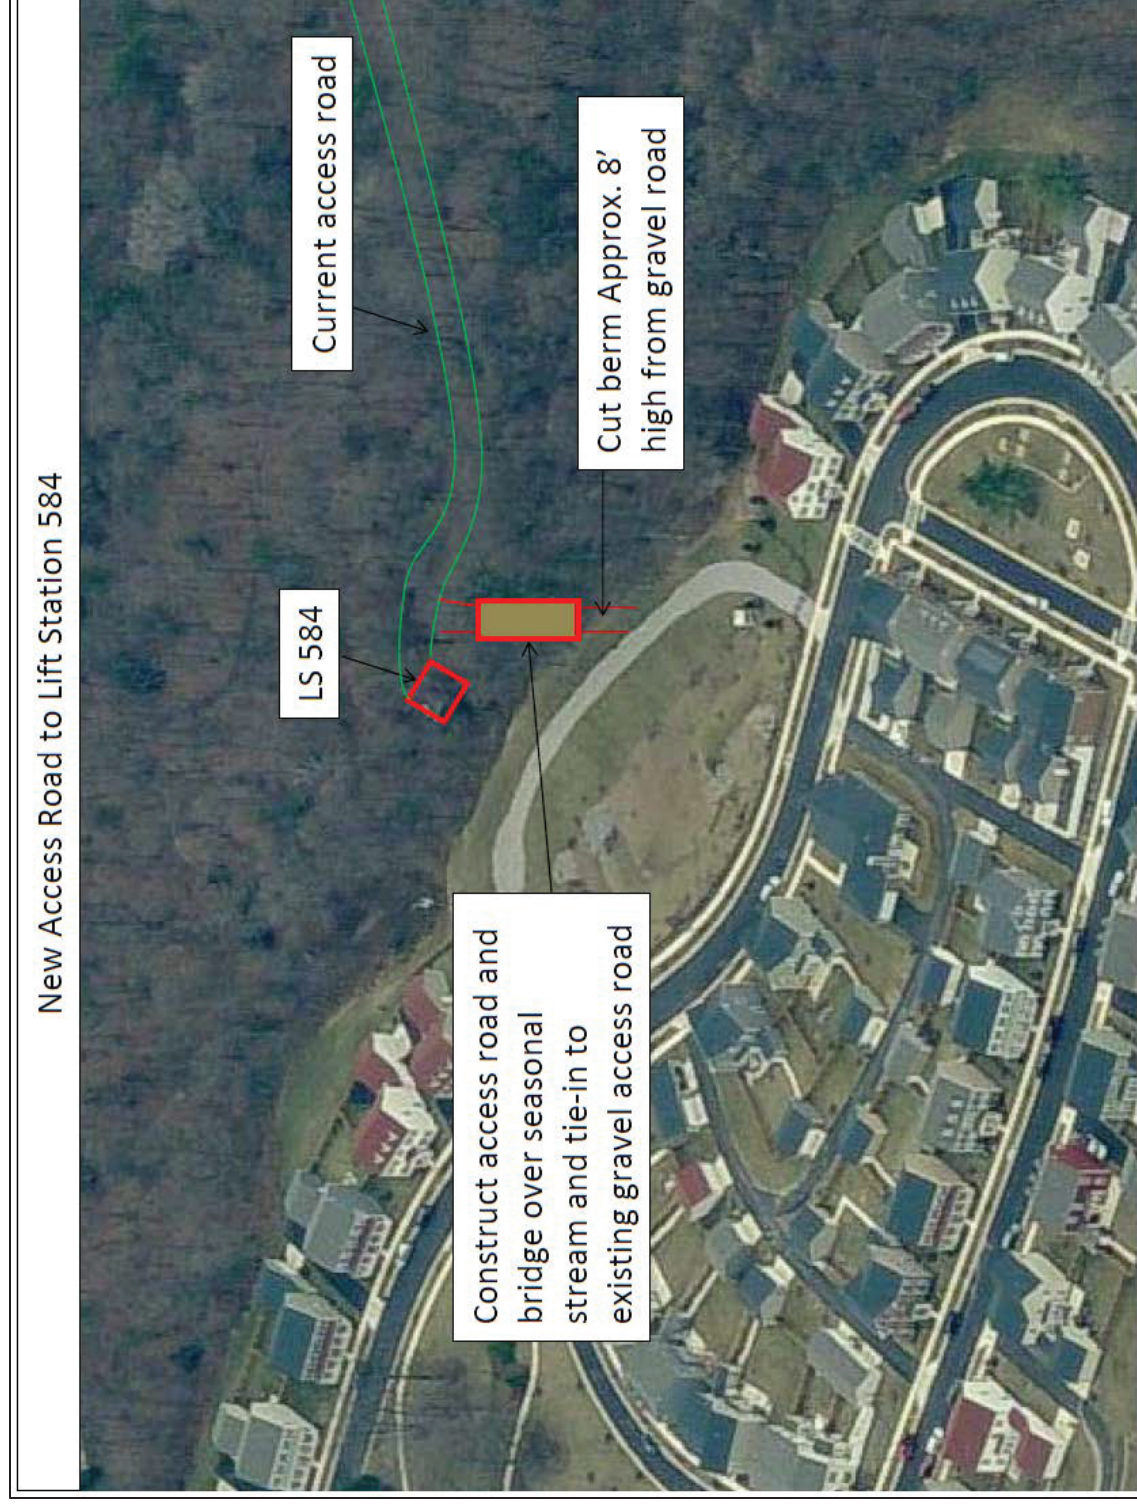 New Access Road to Lift Station 584
Current access road
LS 584
Cut berm Approx. 8’
high from gravel road
Construct access road and
bridge over seasonal
stream and tie-in to
existing gravel access road